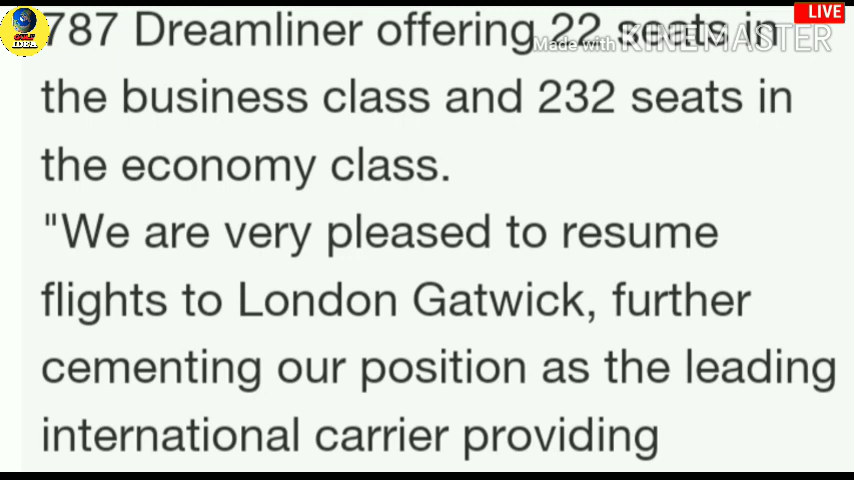 LIVE
GULF
IDEA
787 Dreamliner offering 22 seats in
Made with KINEMASTER
the business class and 232 seats in
the economy class.
"We are very pleased to resume
flights to London Gatwick, further
cementing our position as the leading
international carrier providing